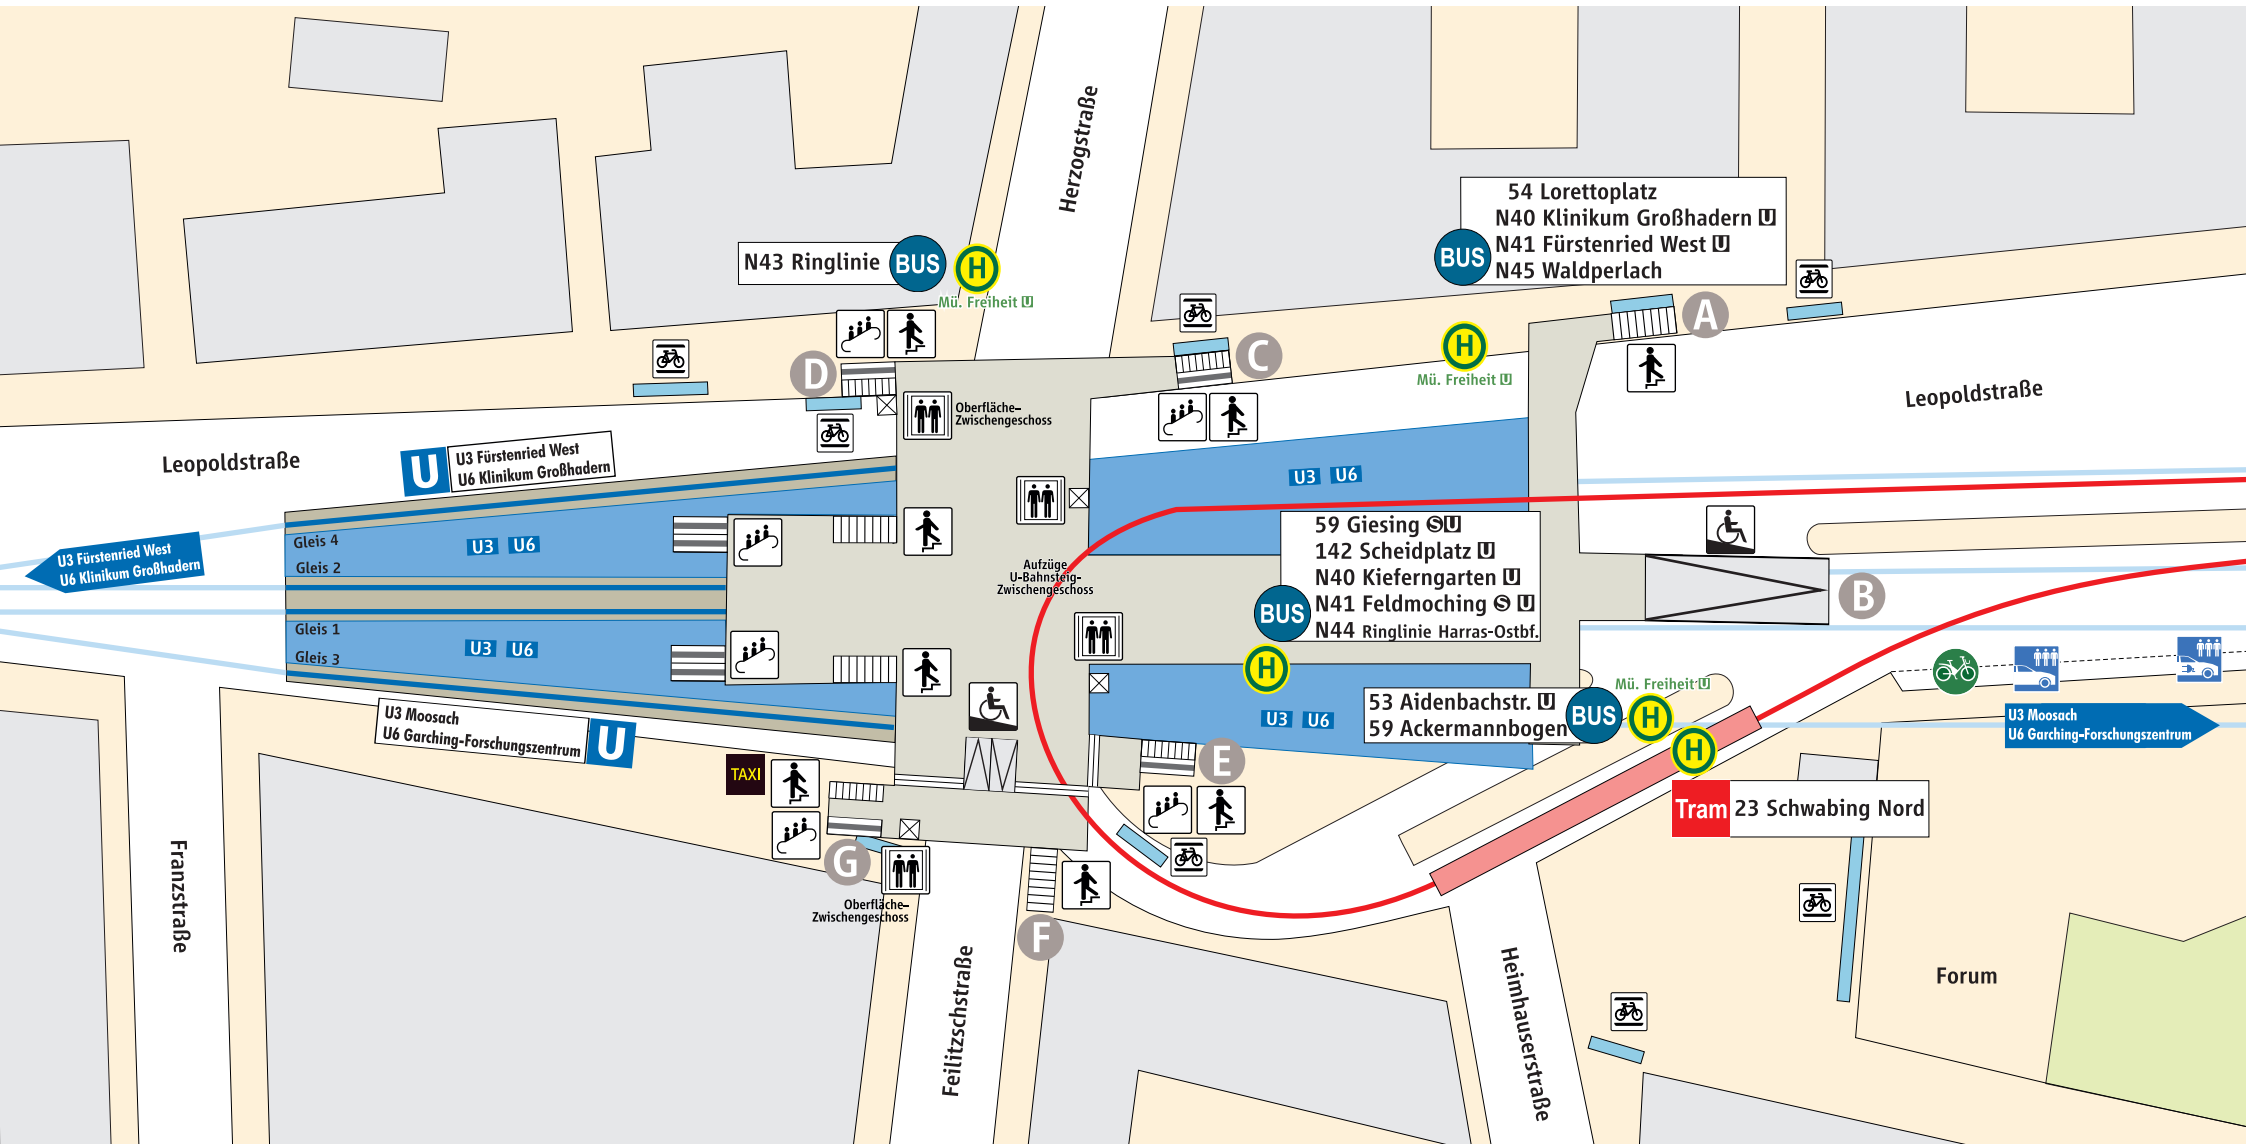 Herzogstraße
54 Lorettoplatz
N40 Klinikum Großhadern U
BUS
N41 Fürstenried West U
N45 Waldperlach
N43 Ringlinie BUS H
Mü. Freiheit U
A
C
D
H
Mü. Freiheit U
Leopoldstraße
Oberfläche-
Zwischengeschoss
Leopoldstraße
U
U3 Fürstenried West
U6 Klinikum Großhadern
U3 U6
59 Giesing S U
142 Scheidplatz U
N40 Kieferngarten U
BUS
N41 Feldmoching S U
N44 Ringlinie Harras-Ostbf.
H
Gleis 4
U3 U6
Gleis 2
U3 Fürstenried West
U6 Klinikum Großhadern
Aufzüge
U-Bahnsteig-
Zwischengeschoss
B
Gleis 1
U3 U6
Gleis 3
U3 Moosach
U6 Garching-Forschungszentrum
U
U3 U6
53 Aidenbachstr. U
59 Ackermannbogen
BUS
Mü. Freiheit U
H
H
U3 Moosach
U6 Garching-Forschungszentrum
Tram 23 Schwabing Nord
TAXI
E
G
Oberfläche-
Zwischengeschoss
F
Franzstraße
Feilitzschstraße
Heimhauserstraße
Forum